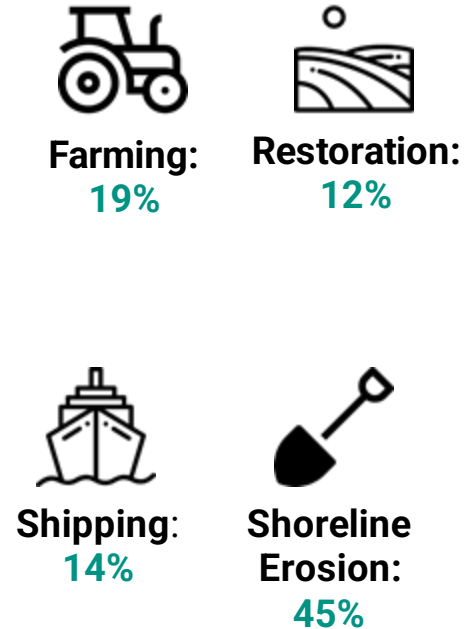 Farming:
19%
Restoration:
12%
Shipping:
14%
Shoreline
Erosion:
45%